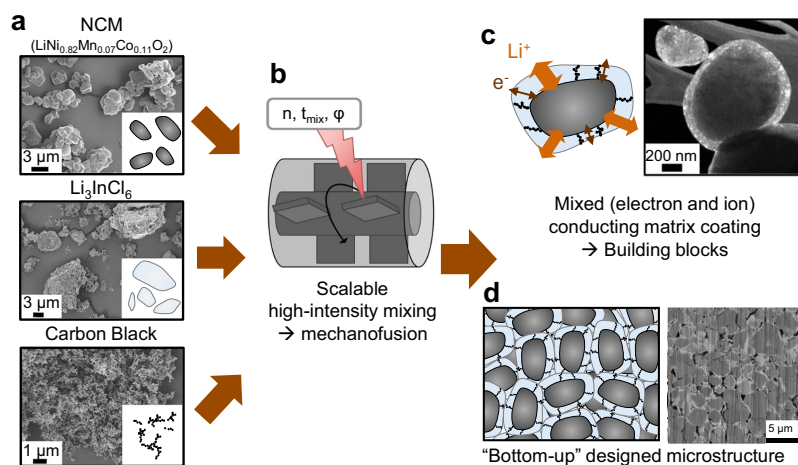 a
NCM
(LiNi0.82Mn0.07Co0.11O2)
3 µm
Li3InCl6
3 µm
Carbon Black
1 µm
b
n, tmix, φ
Scalable
high-intensity mixing
→ mechanofusion
c
Li+
e-
200 nm
Mixed (electron and ion)
conducting matrix coating
→ Building blocks
d
5 µm
“Bottom-up” designed microstructure